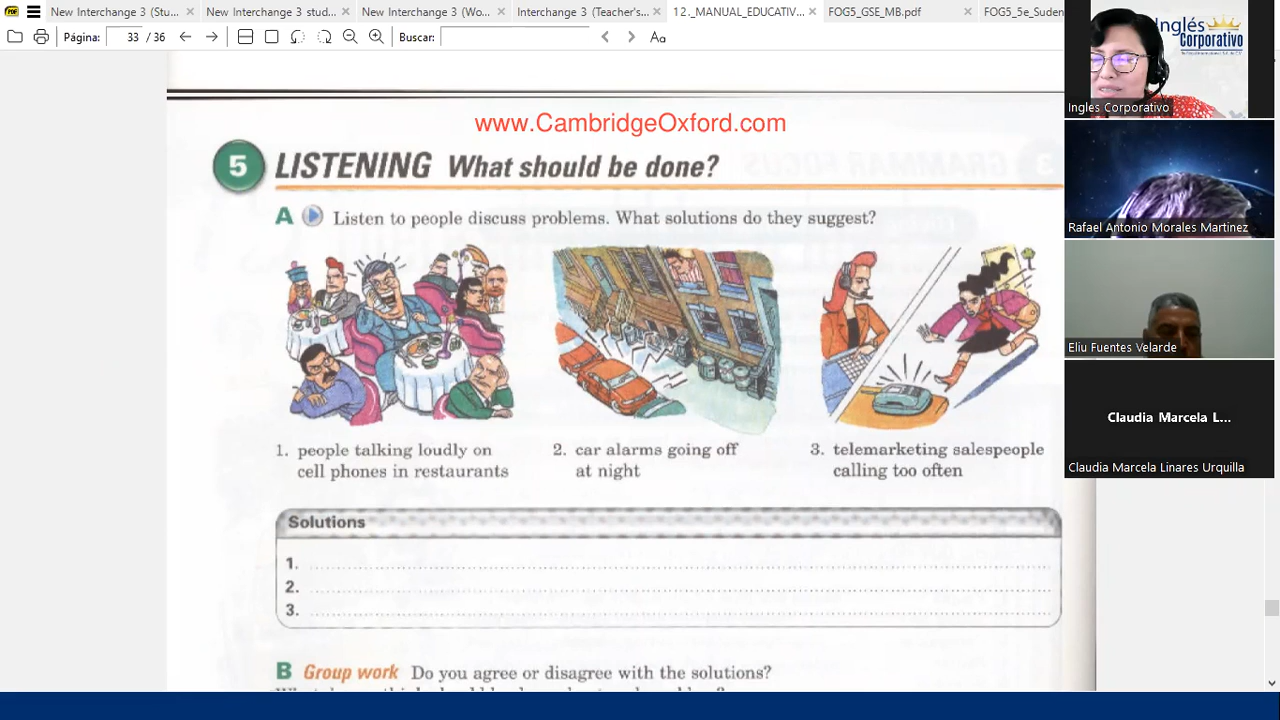 New Interchange 3 (Stu...
New Interchange 3 stud...
New Interchange 3 (Wo...
Interchange 3 (Teacher's...
12._MANUAL_EDUCATIV...
FOG5_GSE_MB.pdf
Página:
33 / 36
Buscar:
Aa
Inglés
Corporativo
Ingles Corporativo
Rafael Antonio Morales Martinez
Eliu Fuentes Velarde
Claudia Marcela L...
Claudia Marcela Linares Urquilla
www.CambridgeOxford.com
5 LISTENING What should be done?
A Listen to people discuss problems. What solutions do they suggest?
1. people talking loudly on
cell phones in restaurants
2. car alarms going off
at night
3. telemarketing salespeople
calling too often
Solutions
1.
2.
3.
B Group work Do you agree or disagree with the solutions?